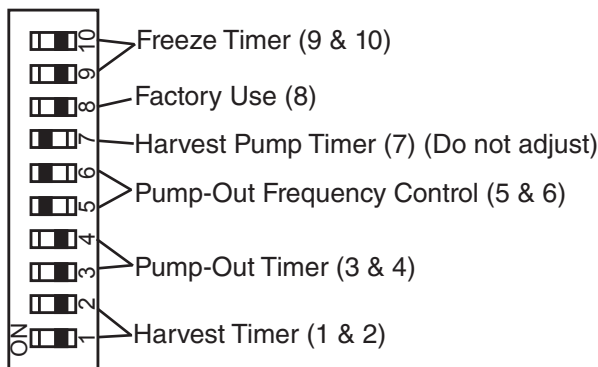 10
Freeze Timer (9 & 10)
9
8
Factory Use (8)
7
Harvest Pump Timer (7) (Do not adjust)
6
Pump-Out Frequency Control (5 & 6)
5
4
Pump-Out Timer (3 & 4)
3
2
Harvest Timer (1 & 2)
1
ON